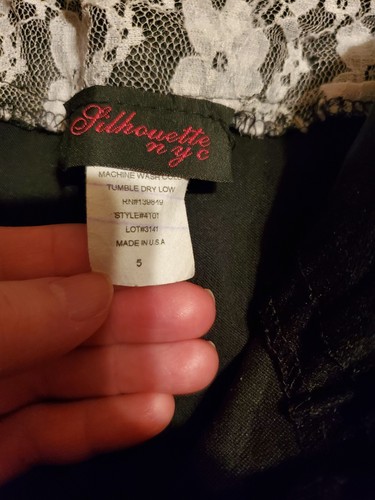 Silhouette
nyc
MACHINE WASH COLD
TUMBLE DRY LOW
STYLE#4101
LOT#3141
MADE IN U.S.A
5